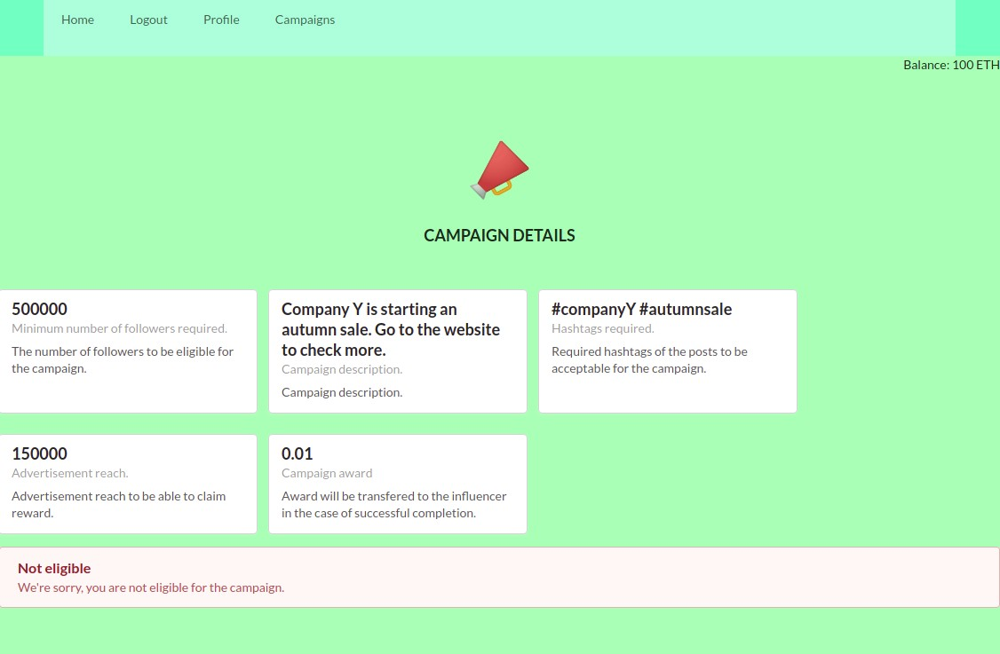 Home Logout Profile Campaigns
Balance: 100 ETH
CAMPAIGN DETAILS
500000
Minimum number of followers required.
The number of followers to be eligible for
the campaign.
Company Y is starting an
autumn sale. Go to the website
to check more.
Campaign description.
Campaign description.
#companyY #autumnsale
Hashtags required.
Required hashtags of the posts to be
acceptable for the campaign.
150000
Advertisement reach.
Advertisement reach to be able to claim
reward.
0.01
Campaign award
Award will be transfered to the influencer
in the case of successful completion.
Not eligible
We're sorry, you are not eligible for the campaign.